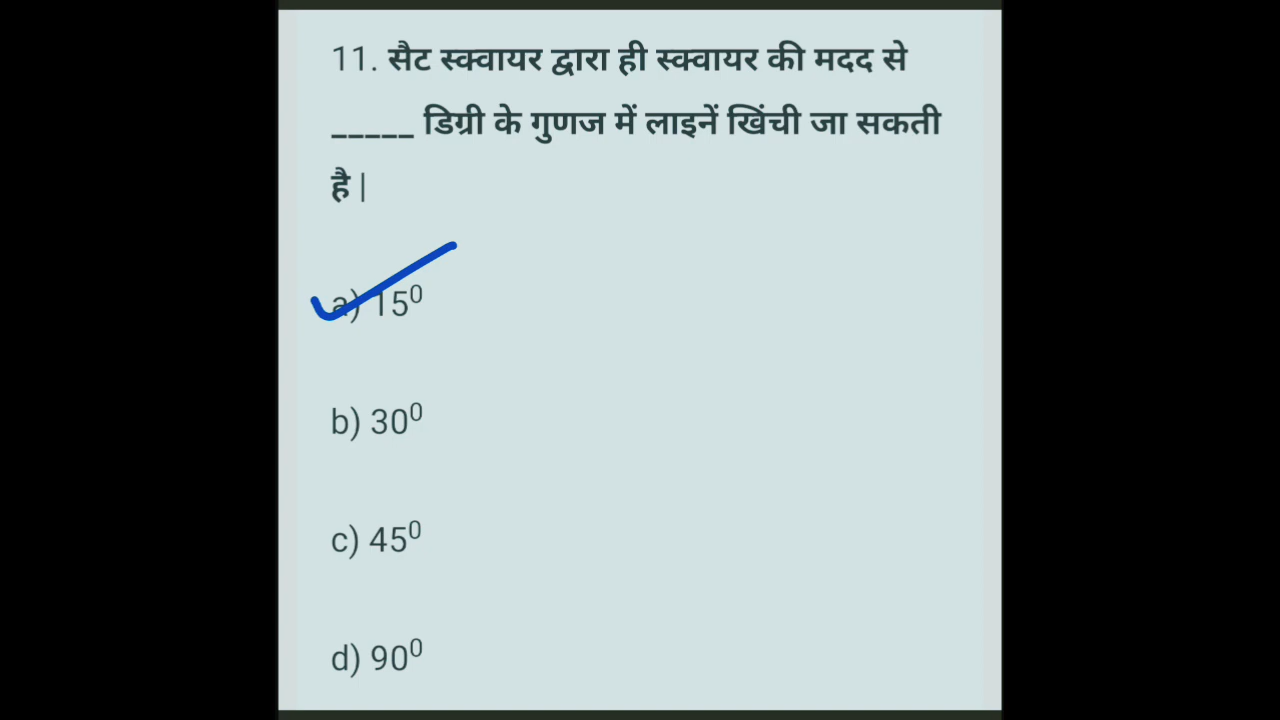 11. सैट स्क्वायर द्वारा ही स्क्वायर की मदद से
_____ डिग्री के गुणज में लाइनें खिंची जा सकती
है |
a) 15⁰
b) 30⁰
c) 45⁰
d) 90⁰